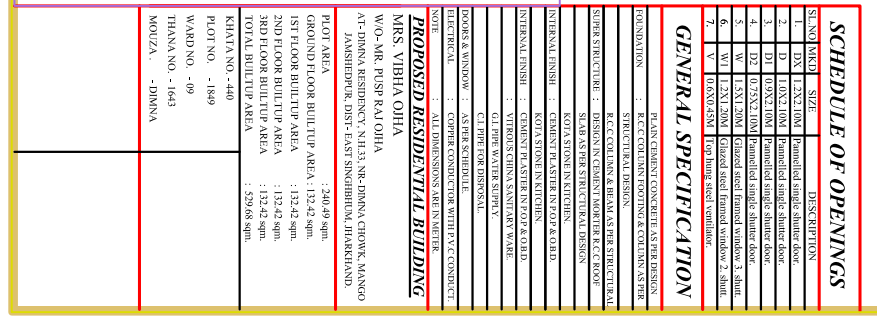 SCHEDULE OF OPENINGS
SL.NO MKD SIZE DESCRIPTION
1. DX 1.2X2.10M Pannelled single shutter door.
2. D 1.0X2.10M Pannelled single shutter door.
3. D1 0.9X2.10M Pannelled single shutter door.
4. D2 0.75X2.10M Pannelled single shutter door.
5. W 1.5X1.20M Glazed steel framed window 3. shutt.
6. W1 1.2X1.20M Glazed steel framed window 2. shutt.
7. V 0.6X0.45M Top hung steel ventilator.
GENERAL SPECIFICATION
PLAIN CEMENT CONCRETE AS PER DESIGN
FOUNDATION : R.C.C COLUMN FOOTING & COLUMN AS PER
STRUCTURAL DESIGN.
R.C.C COLUMN & BEAM AS PER STRUCTURAL
SUPER STRUCTURE : DESIGN IN CEMENT MORTER R.C.C ROOF
SLAB AS PER STRUCTURAL DESIGN
KOTA STONE IN KITCHEN.
INTERNAL FINISH : CEMENT PLASTER IN P.O.P & O.B.D.
KOTA STONE IN KITCHEN.
INTERNAL FINISH : CEMENT PLASTER IN P.O.P & O.B.D.
: VITROUS CHINA SANITARY WARE.
G.I. PIPE WATER SUPPLY.
C.I. PIPE FOR DISPOSAL.
DOORS & WINDOW : AS PER SCHEDULE.
ELECTRICAL : COPPER CONDUCTOR WITH P.V.C CONDUCT.
NOTE : ALL DIMENSIONS ARE IN METER.
PROPOSED RESIDENTIAL BUILDING
MRS. VIBHA OJHA
W/O- MR. PUSP RAJ OJHA
AT- DIMNA RESIDENCY, N.H.33, NR- DIMNA CHOWK, MANGO
JAMSHEDPUR, DIST- EAST SINGHBHUM, JHARKHAND.
PLOT AREA : 240.49 sqm.
GROUND FLOOR BUILTUP AREA : 132.42 sqm.
1ST FLOOR BUILTUP AREA : 132.42 sqm.
2ND FLOOR BUILTUP AREA : 132.42 sqm.
3RD FLOOR BUILTUP AREA : 132.42 sqm.
TOTAL BUILTUP AREA : 529.68 sqm.
KHATA NO. - 440
PLOT NO. - 1849
WARD NO. - 09
THANA NO. - 1643
MOUZA . - DIMNA